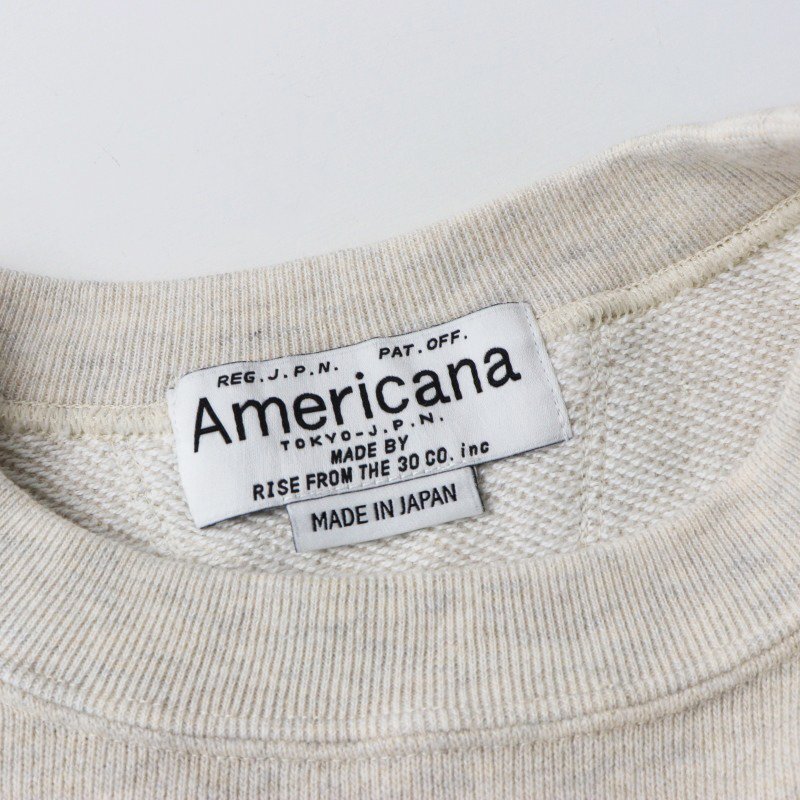 REG.J.P.N. PAT.OFF.
Americana
TOKYO-J.P.N.
MADE BY
RISE FROM THE 30 CO. inc
MADE IN JAPAN